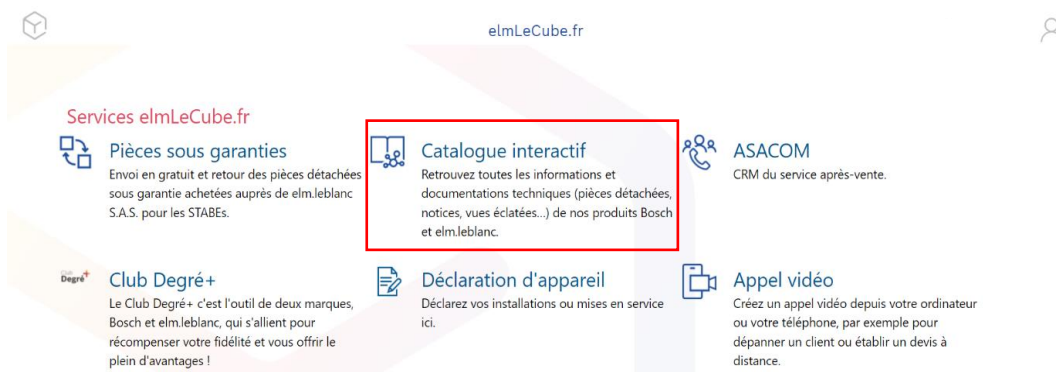 elmLeCube.fr
Services elmLeCube.fr
Pièces sous garanties
Envoi en gratuit et retour des pièces détachées
sous garantie achetées auprès de elm.leblanc
S.A.S. pour les STABEs.
Catalogue interactif
Retrouvez toutes les informations et
documentations techniques (pièces détachées,
notices, vues éclatées...) de nos produits Bosch
et elm.leblanc.
ASACOM
CRM du service après-vente.
Club
Degré+
Club Degré+
Le Club Degré+ c'est l'outil de deux marques,
Bosch et elm.leblanc, qui s'allient pour
récompenser votre fidélité et vous offrir le
plein d'avantages !
Déclaration d'appareil
Déclarez vos installations ou mises en service
ici.
Appel vidéo
Créez un appel vidéo depuis votre ordinateur
ou votre téléphone, par exemple pour
dépanner un client ou établir un devis à
distance.